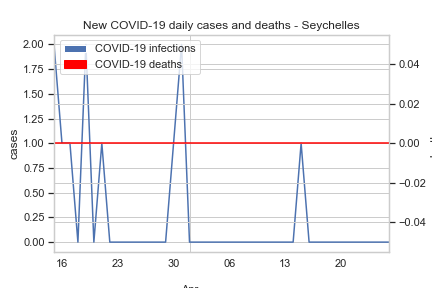 New COVID-19 daily cases and deaths - Seychelles
COVID-19 infections
COVID-19 deaths
cases
2.00
1.75
1.50
1.25
1.00
0.75
0.50
0.25
0.00
0.04
0.02
0.00
−0.02
−0.04
16 23 30 06 13 20